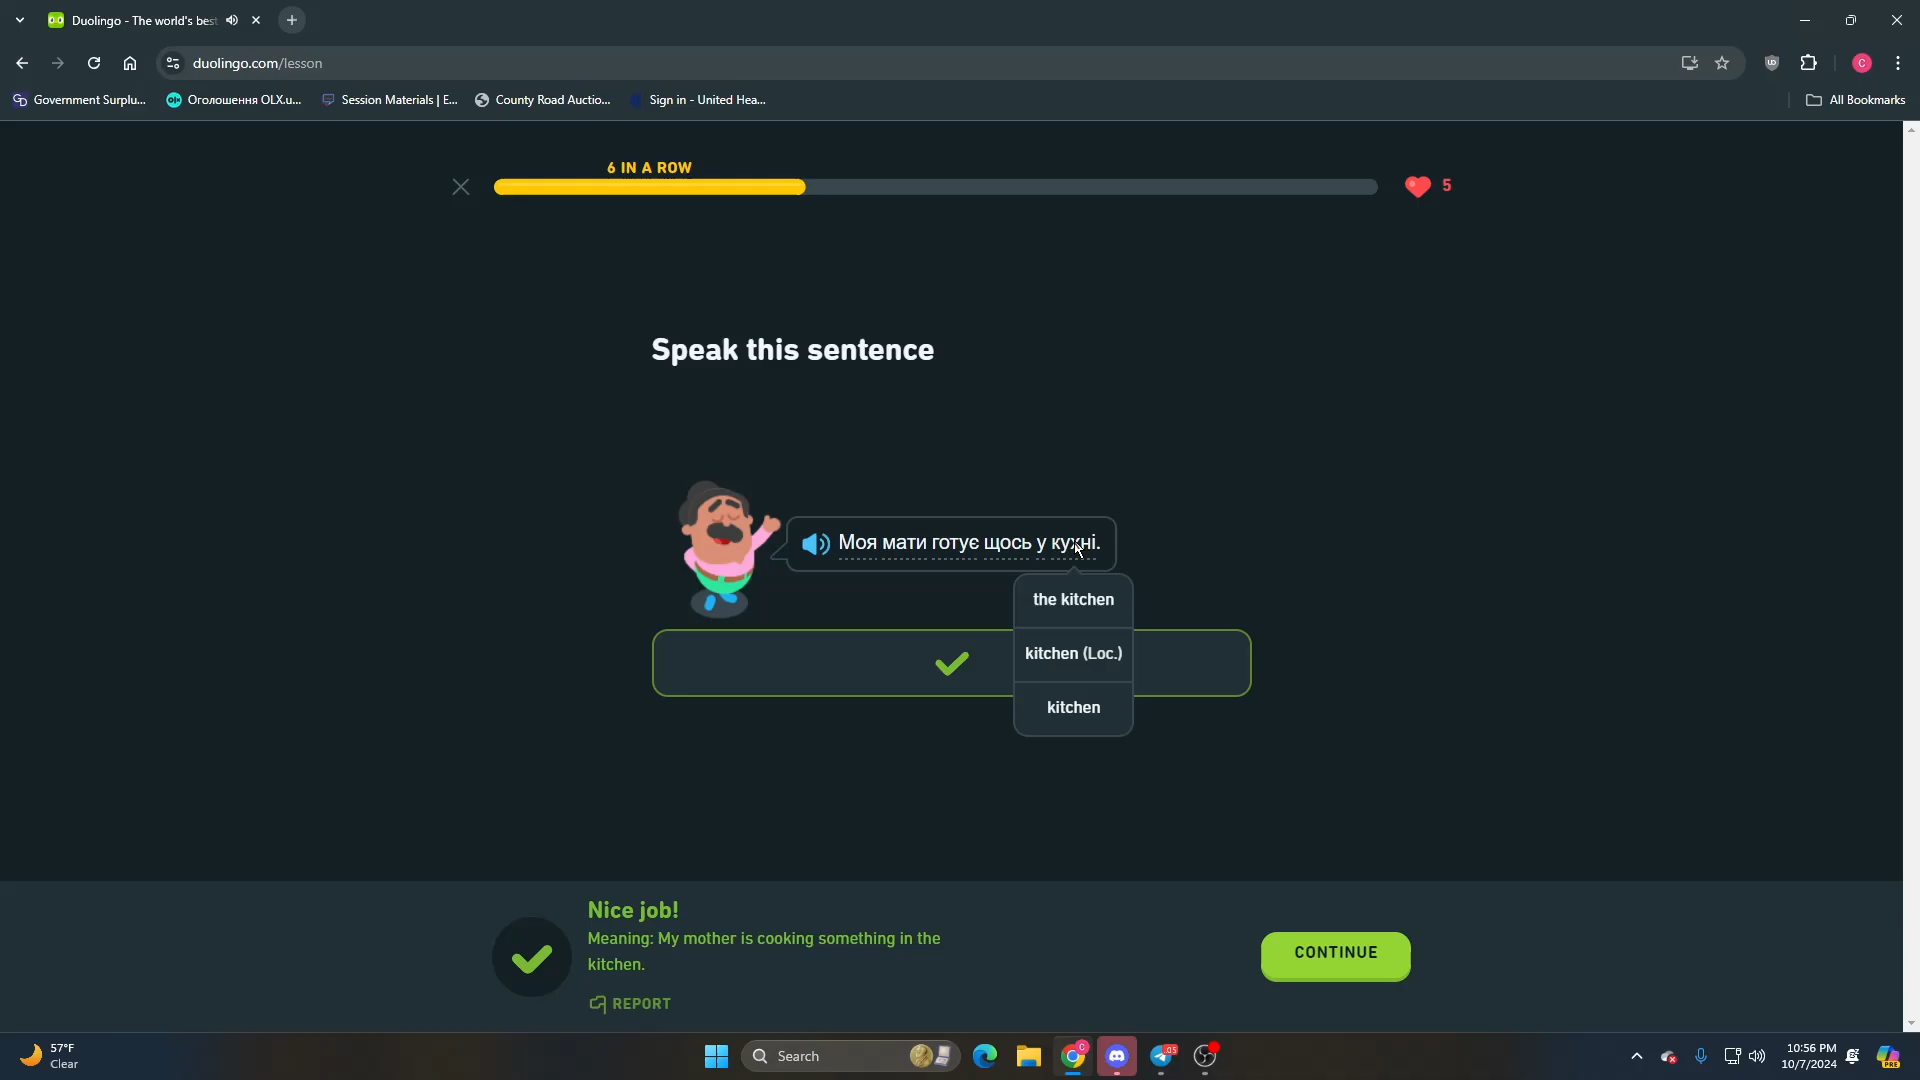 Duolingo - The world's bes
duolingo.com/lesson
Government Surplu...
Оголошення OLX.u...
Session Materials | E...
County Road Auctio...
Sign in - United Hea...
All Bookmarks
6 IN A ROW
5
Speak this sentence
Моя мати готує щось у кухні.
the kitchen
kitchen (Loc.)
kitchen
Nice job!
Meaning: My mother is cooking something in the
kitchen.
REPORT
CONTINUE
57°F
Clear
Search
10:56 PM
10/7/2024